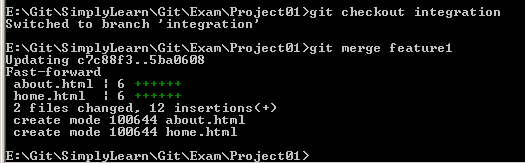 E:\Git\SimplyLearn\Git\Exam\Project01>git checkout integration
Switched to branch 'integration'
E:\Git\SimplyLearn\Git\Exam\Project01>git merge feature1
Updating c7c88f3..5ba0608
Fast-forward
 about.html | 6 ++++++
 home.html  | 6 ++++++
 2 files changed, 12 insertions(+)
 create mode 100644 about.html
 create mode 100644 home.html
E:\Git\SimplyLearn\Git\Exam\Project01>